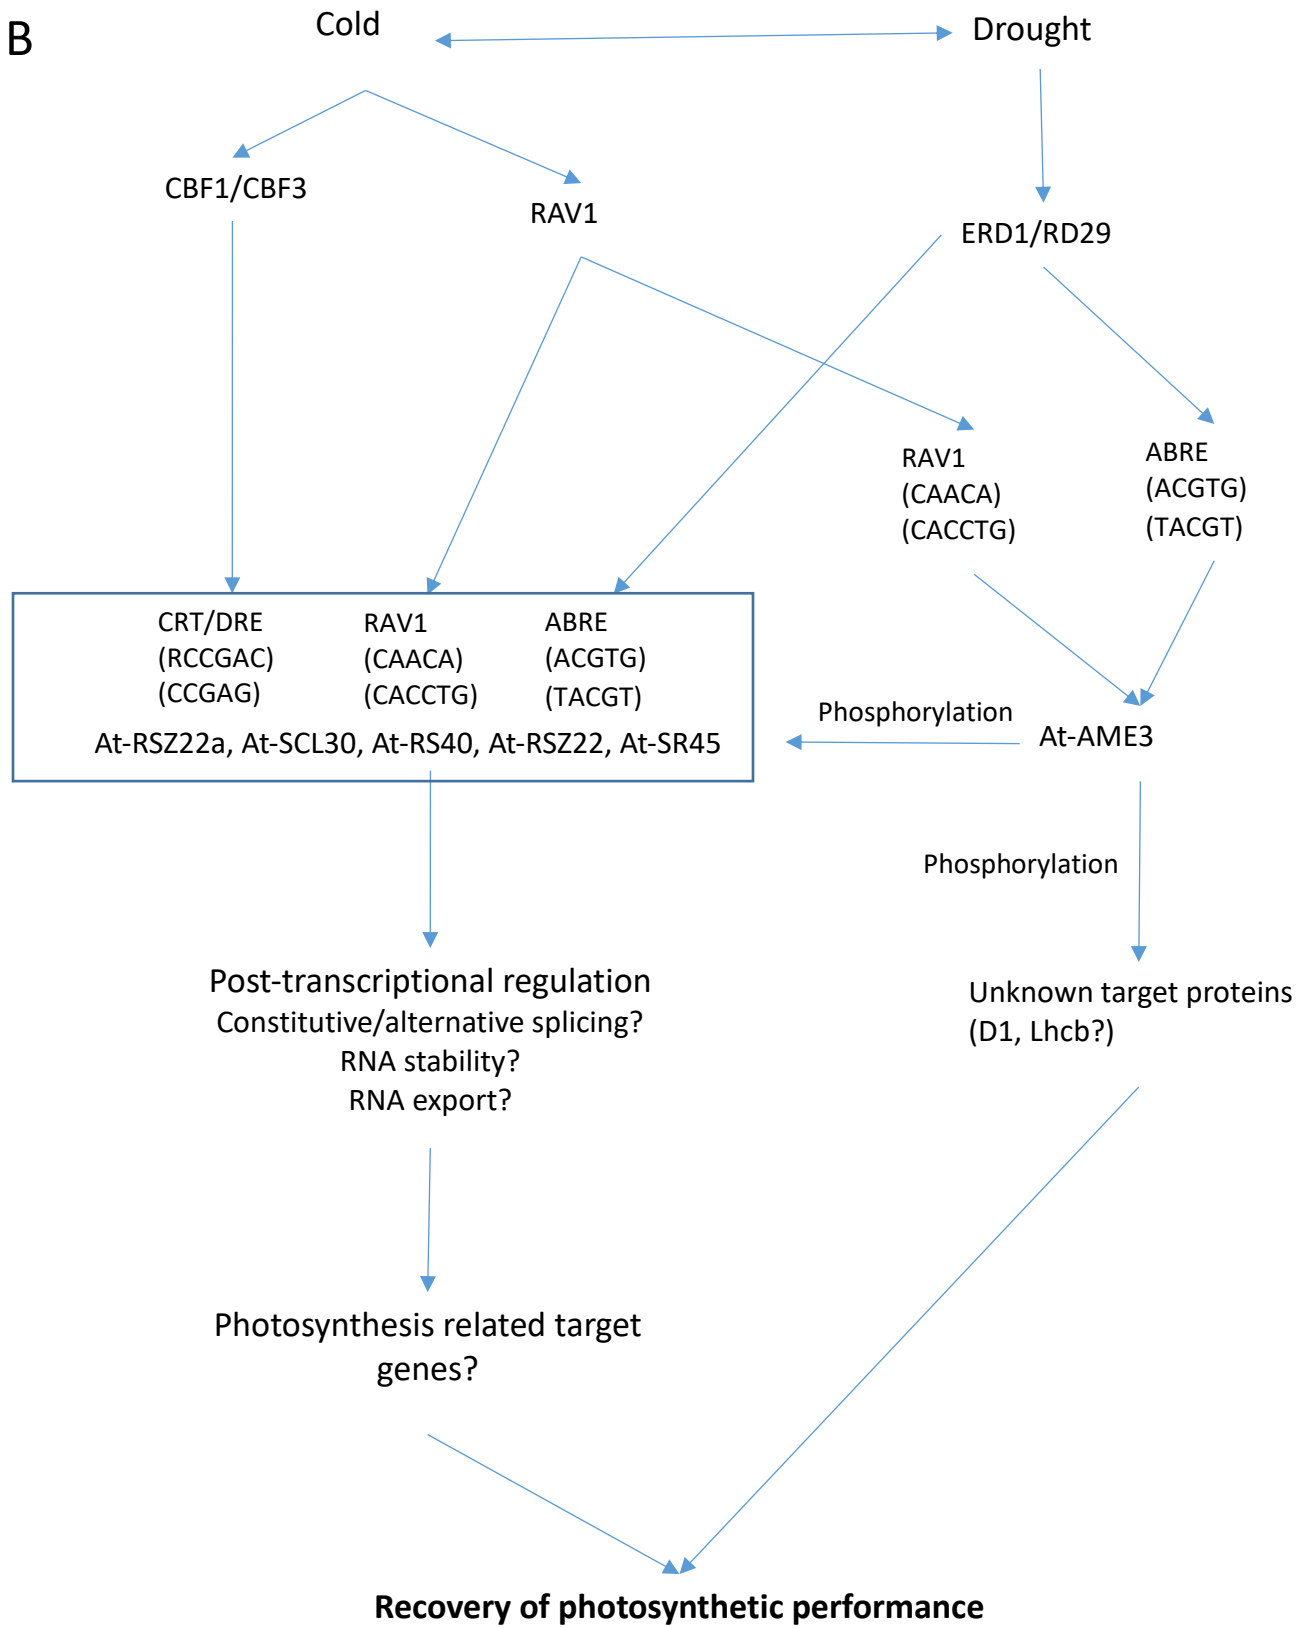 B
Cold
Drought
CBF1/CBF3
RAV1
ERD1/RD29
RAV1
(CAACA)
(CACCTG)
ABRE
(ACGTG)
(TACGT)
CRT/DRE
(RCCGAC)
(CCGAG)
RAV1
(CAACA)
(CACCTG)
ABRE
(ACGTG)
(TACGT)
At-RSZ22a, At-SCL30, At-RS40, At-RSZ22, At-SR45
Phosphorylation
At-AME3
Phosphorylation
Post-transcriptional regulation
Constitutive/alternative splicing?
RNA stability?
RNA export?
Unknown target proteins
(D1, Lhcb?)
Photosynthesis related target
genes?
Recovery of photosynthetic performance